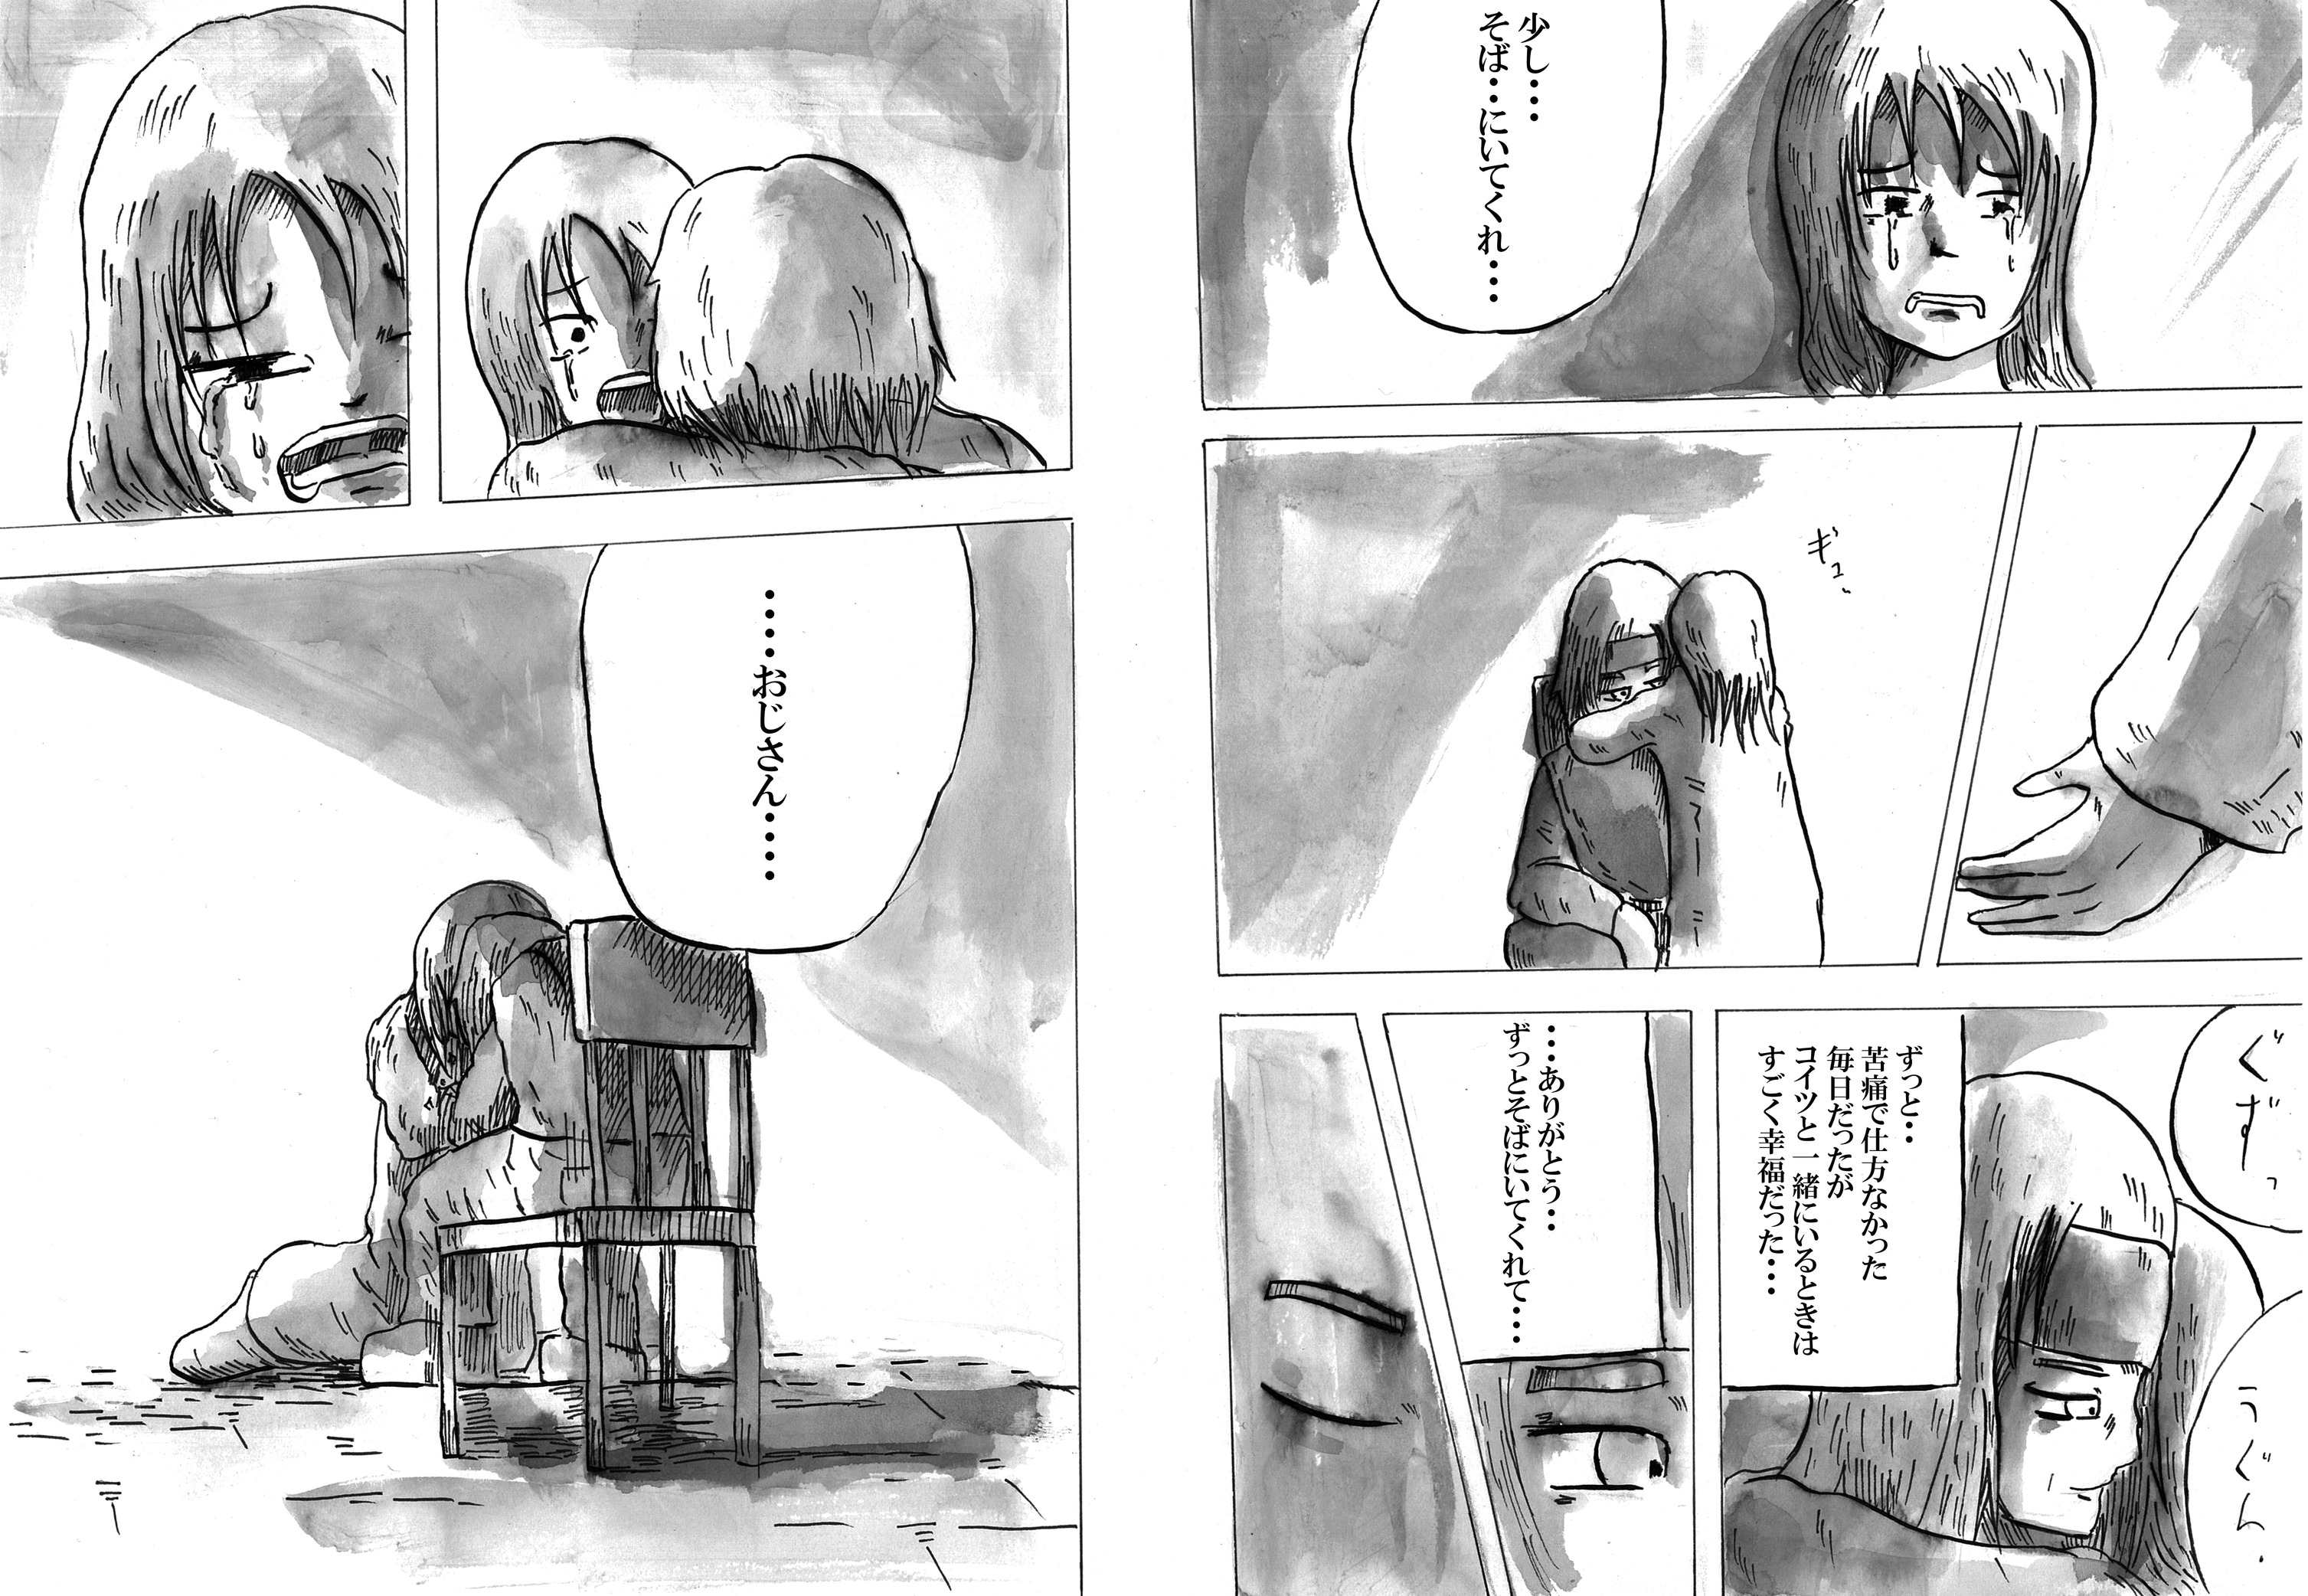 少し・・・
そば・・にいてくれ・・・
ギュ
ぐずっ
うぐん
ずっと・・
苦痛で仕方なかった
毎日だったが
コイツと一緒にいるときは
すごく幸福だった・・・
・・・ありがとう・・
ずっとそばにいてくれて・・・・
・・・・おじさん・・・・